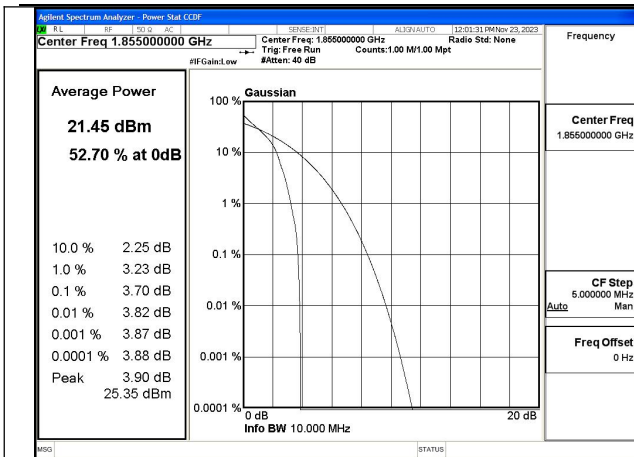 Agilent Spectrum Analyzer - Power Stat CCDF
RL RF 50 Ω AC SENSE:INT ALIGN AUTO 12:01:31 PM Nov 23, 2023
Center Freq 1.855000000 GHz
Center Freq: 1.855000000 GHz Radio Std: None
Trig: Free Run Counts:1.00 M/1.00 Mpt
#IFGain:Low #Atten: 40 dB
Frequency
Average Power
21.45 dBm
52.70 % at 0dB
10.0 % 2.25 dB
1.0 % 3.23 dB
0.1 % 3.70 dB
0.01 % 3.82 dB
0.001 % 3.87 dB
0.0001 % 3.88 dB
Peak 3.90 dB
25.35 dBm
100 % Gaussian
10 %
1 %
0.1 %
0.01 %
0.001 %
0.0001 %
0 dB 20 dB
Info BW 10.000 MHz
Center Freq
1.855000000 GHz
CF Step
5.000000 MHz
Auto Man
Freq Offset
0 Hz
MSG STATUS